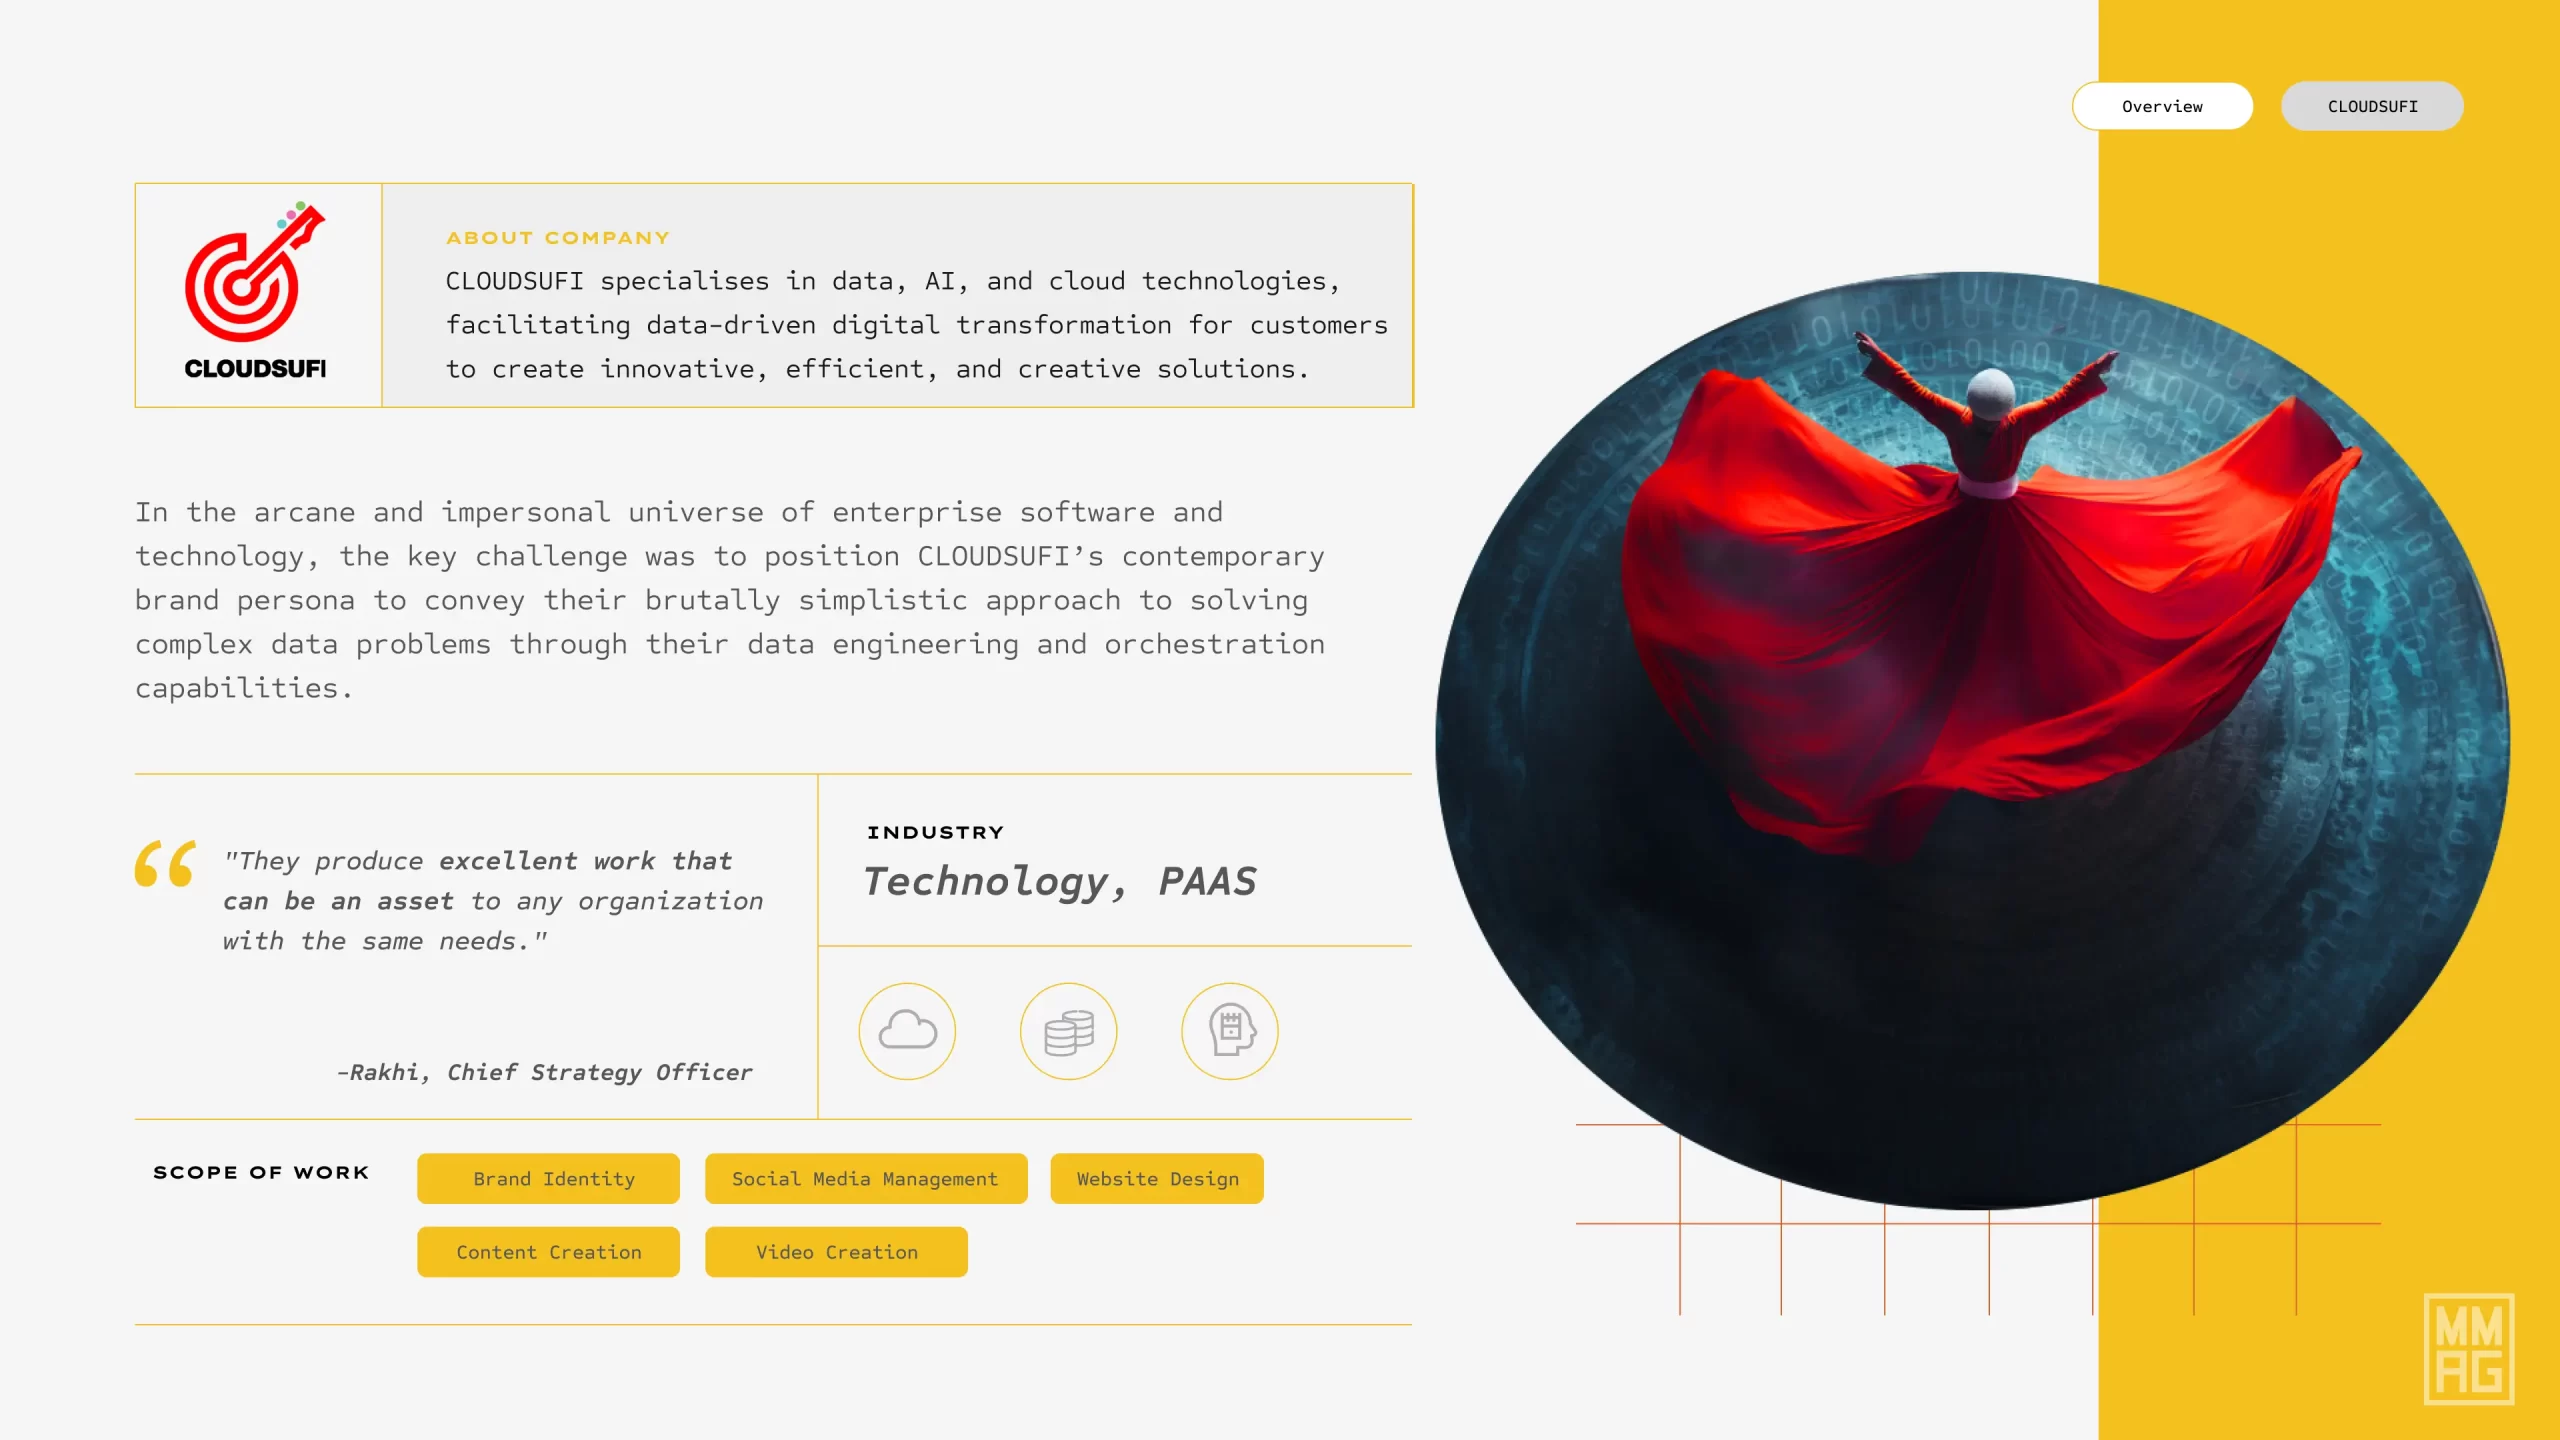 Overview
CLOUDSUFI
CLOUDSUFI
ABOUT COMPANY
CLOUDSUFI specialises in data, AI, and cloud technologies,
facilitating data-driven digital transformation for customers
to create innovative, efficient, and creative solutions.
In the arcane and impersonal universe of enterprise software and
technology, the key challenge was to position CLOUDSUFI’s contemporary
brand persona to convey their brutally simplistic approach to solving
complex data problems through their data engineering and orchestration
capabilities.
“
"They produce excellent work that
can be an asset to any organization
with the same needs."
-Rakhi, Chief Strategy Officer
INDUSTRY
Technology, PAAS
SCOPE OF WORK
Brand Identity
Social Media Management
Website Design
Content Creation
Video Creation
MM
AG